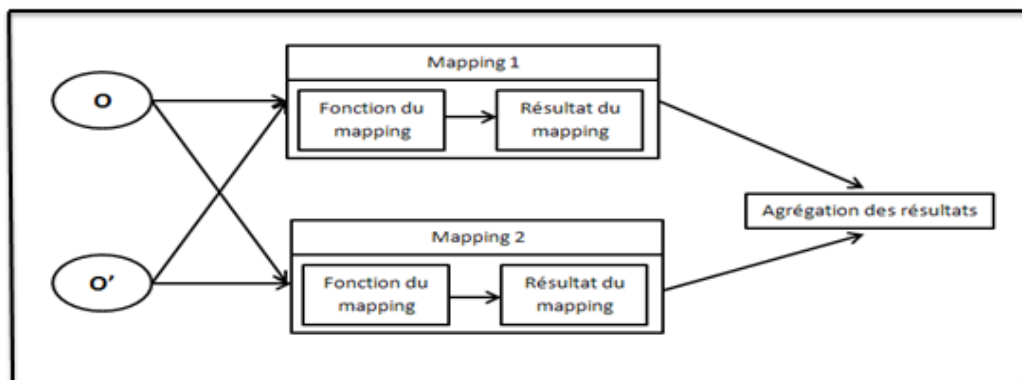 O
O'
Mapping 1
Fonction du
mapping
Résultat du
mapping
Mapping 2
Fonction du
mapping
Résultat du
mapping
Agrégation des résultats